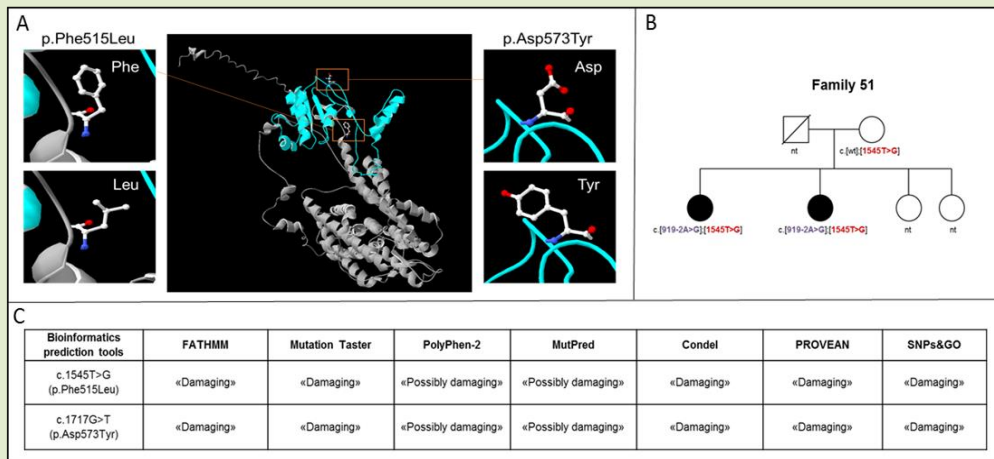 A
p.Phe515Leu
Phe
Leu
p.Asp573Tyr
Asp
Tyr
B
Family 51
nt
c.[wt];[1545T>G]
c.[919-2A>G];[1545T>G]
c.[919-2A>G];[1545T>G]
nt
nt
C
Bioinformatics prediction tools FATHMM Mutation Taster PolyPhen-2 MutPred Condel PROVEAN SNPs&GO
c.1545T>G (p.Phe515Leu) «Damaging» «Damaging» «Possibly damaging» «Possibly damaging» «Damaging» «Damaging» «Damaging»
c.1717G>T (p.Asp573Tyr) «Damaging» «Damaging» «Possibly damaging» «Possibly damaging» «Damaging» «Damaging» «Damaging»